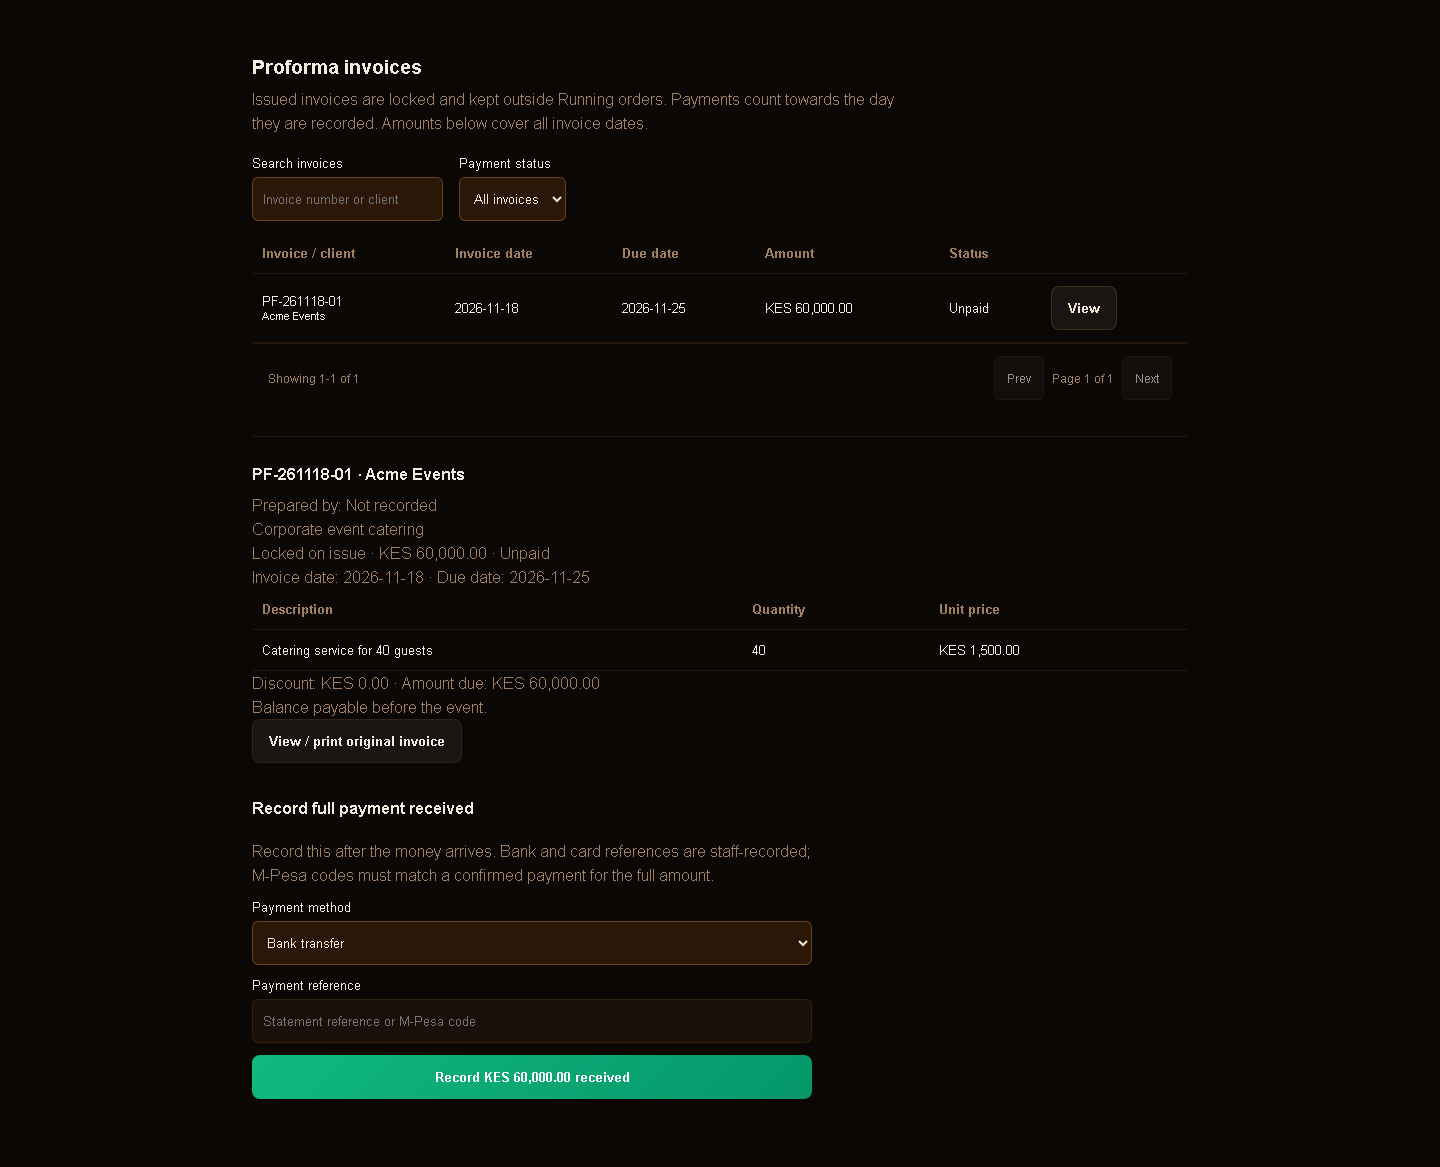 Proforma invoices
Issued invoices are locked and kept outside Running orders. Payments count towards the day
they are recorded. Amounts below cover all invoice dates.
Search invoices
Payment status
Invoice number or client
All invoices
Invoice / client
Invoice date
Due date
Amount
Status
PF-261118-01
Acme Events
2026-11-18
2026-11-25
KES 60,000.00
Unpaid
View
Showing 1-1 of 1
Prev
Page 1 of 1
Next
PF-261118-01 · Acme Events
Prepared by: Not recorded
Corporate event catering
Locked on issue · KES 60,000.00 · Unpaid
Invoice date: 2026-11-18 · Due date: 2026-11-25
Description
Quantity
Unit price
Catering service for 40 guests
40
KES 1,500.00
Discount: KES 0.00 · Amount due: KES 60,000.00
Balance payable before the event.
View / print original invoice
Record full payment received
Record this after the money arrives. Bank and card references are staff-recorded;
M-Pesa codes must match a confirmed payment for the full amount.
Payment method
Bank transfer
Payment reference
Statement reference or M-Pesa code
Record KES 60,000.00 received